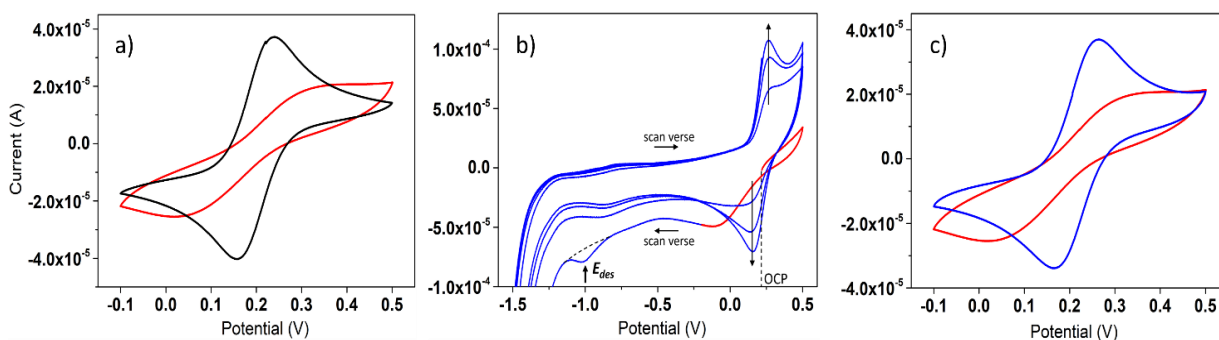 a)
4.0x10⁻⁵
2.0x10⁻⁵
0.0
-2.0x10⁻⁵
-4.0x10⁻⁵
Current (A)
-0.1 0.0 0.1 0.2 0.3 0.4 0.5
Potential (V)
b)
1.0x10⁻⁴
5.0x10⁻⁵
0.0
-5.0x10⁻⁵
-1.0x10⁻⁴
scan verse
scan verse
E_des
OCP
-1.5 -1.0 -0.5 0.0 0.5
Potential (V)
c)
4.0x10⁻⁵
2.0x10⁻⁵
0.0
-2.0x10⁻⁵
-4.0x10⁻⁵
-0.1 0.0 0.1 0.2 0.3 0.4 0.5
Potential (V)